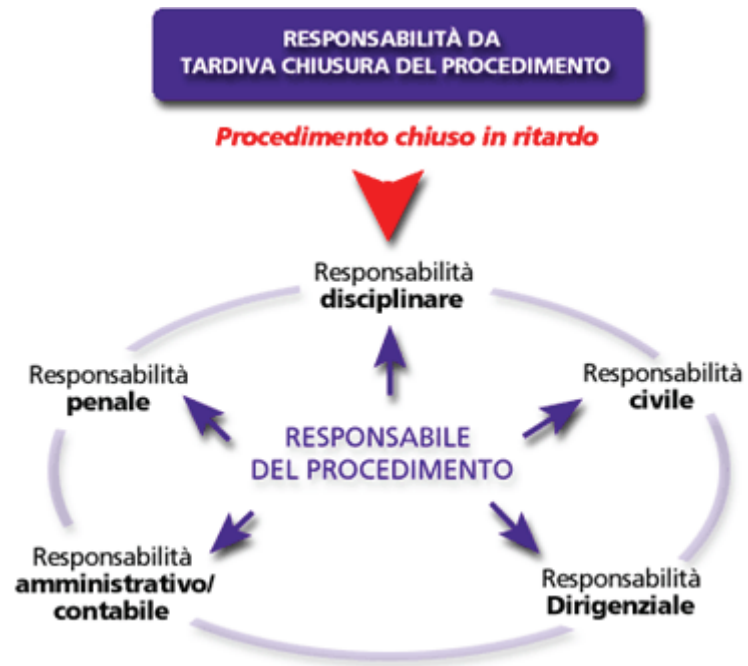 RESPONSABILITÀ DA
TARDIVA CHIUSURA DEL PROCEDIMENTO
Procedimento chiuso in ritardo
Responsabilità
disciplinare
Responsabilità
penale
Responsabilità
civile
RESPONSABILE
DEL PROCEDIMENTO
Responsabilità
amministrativo/
contabile
Responsabilità
Dirigenziale